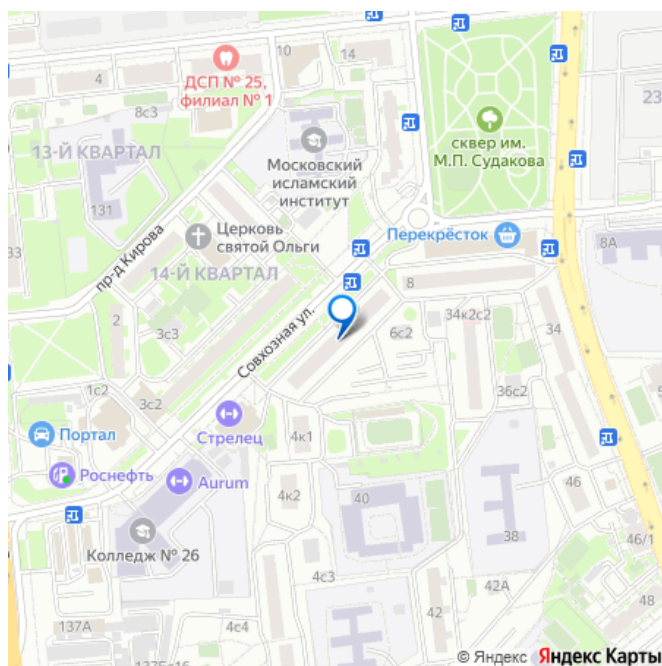 4
10
14
ДСП № 25,
филиал № 1
8с3
23
сквер им.
М.П. Судакова
13-Й КВАРТАЛ
Московский
исламский
институт
131
Перекрёсток
8А
пр-д Кирова
Церковь
святой Ольги
33
14-Й КВАРТАЛ
8
2
3с3
Совхозная ул.
6с2
34к2с2
34
1с2
3с2
36с2
Портал
Стрелец
4к1
Роснефть
Aurum
46
4к2
40
38
46/1
Колледж № 26
4с3
42А
42
48
137А
4с4
© Яндекс Яндекс Карты